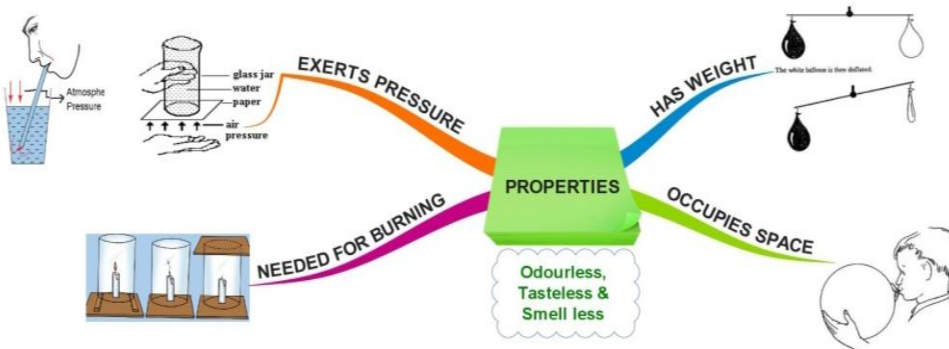 Atmosphe
Pressure
glass jar
water
paper
air
pressure
EXERTS PRESSURE
HAS WEIGHT
The white balloon is then deflated.
PROPERTIES
NEEDED FOR BURNING
OCCUPIES SPACE
Odourless,
Tasteless &
Smell less